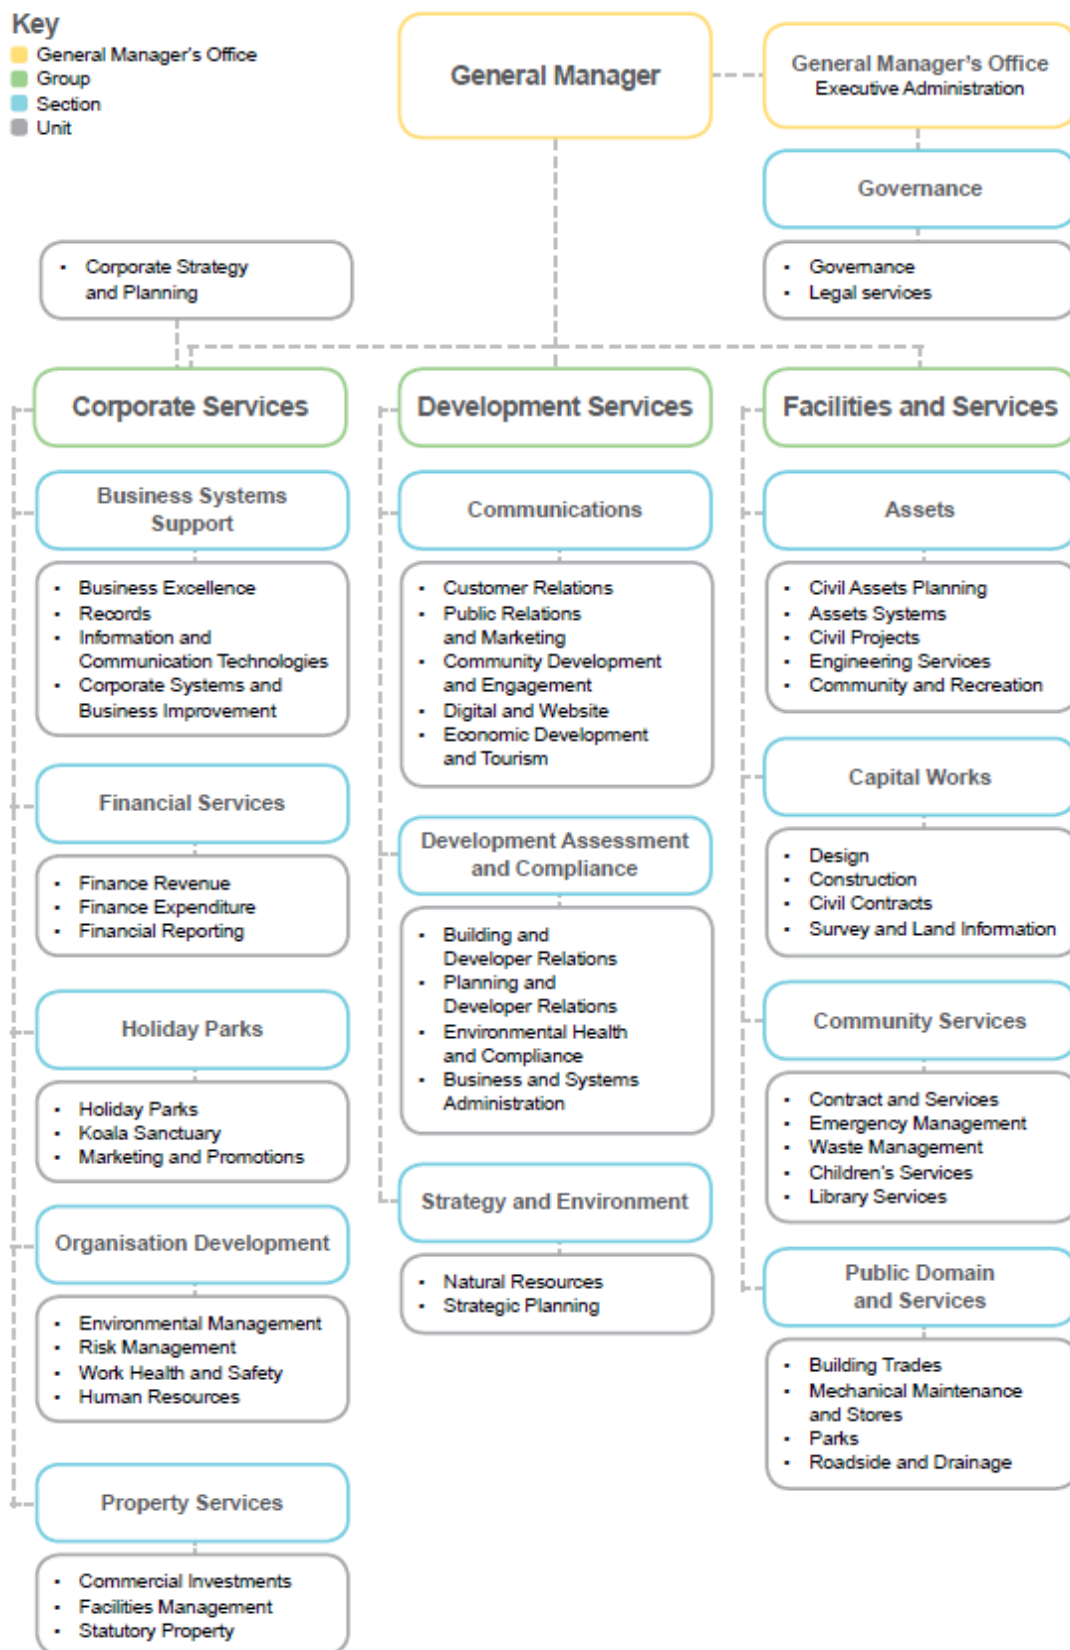 Key
General Manager's Office
Group
Section
Unit
General Manager
General Manager's Office
Executive Administration
Governance
• Governance
• Legal services
• Corporate Strategy
and Planning
Corporate Services
Business Systems
Support
• Business Excellence
• Records
• Information and
Communication Technologies
• Corporate Systems and
Business Improvement
Financial Services
• Finance Revenue
• Finance Expenditure
• Financial Reporting
Holiday Parks
• Holiday Parks
• Koala Sanctuary
• Marketing and Promotions
Organisation Development
• Environmental Management
• Risk Management
• Work Health and Safety
• Human Resources
Property Services
• Commercial Investments
• Facilities Management
• Statutory Property
Development Services
Communications
• Customer Relations
• Public Relations
and Marketing
• Community Development
and Engagement
• Digital and Website
• Economic Development
and Tourism
Development Assessment
and Compliance
• Building and
Developer Relations
• Planning and
Developer Relations
• Environmental Health
and Compliance
• Business and Systems
Administration
Strategy and Environment
• Natural Resources
• Strategic Planning
Facilities and Services
Assets
• Civil Assets Planning
• Assets Systems
• Civil Projects
• Engineering Services
• Community and Recreation
Capital Works
• Design
• Construction
• Civil Contracts
• Survey and Land Information
Community Services
• Contract and Services
• Emergency Management
• Waste Management
• Children's Services
• Library Services
Public Domain
and Services
• Building Trades
• Mechanical Maintenance
and Stores
• Parks
• Roadside and Drainage